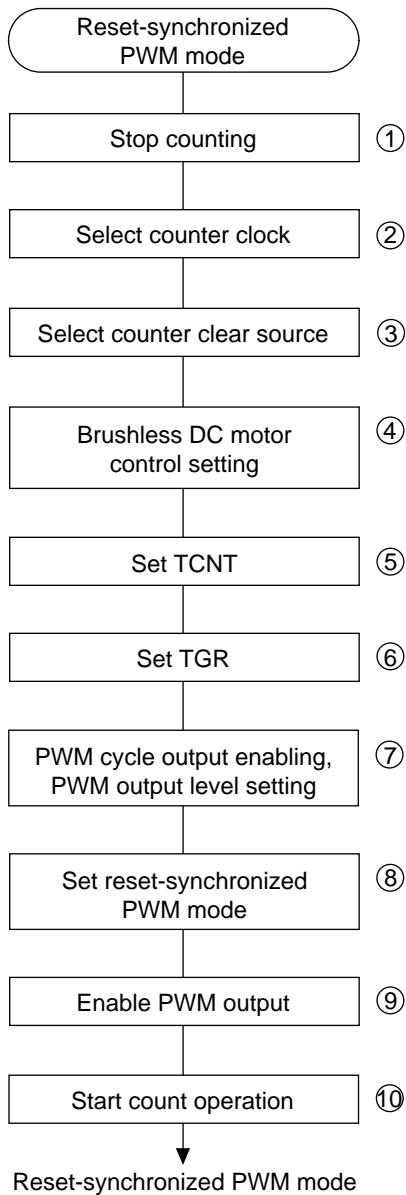 Reset-synchronized
PWM mode
Stop counting ①
Select counter clock ②
Select counter clear source ③
Brushless DC motor ④
control setting
Set TCNT ⑤
Set TGR ⑥
PWM cycle output enabling, ⑦
PWM output level setting
Set reset-synchronized ⑧
PWM mode
Enable PWM output ⑨
Start count operation ⑩
Reset-synchronized PWM mode